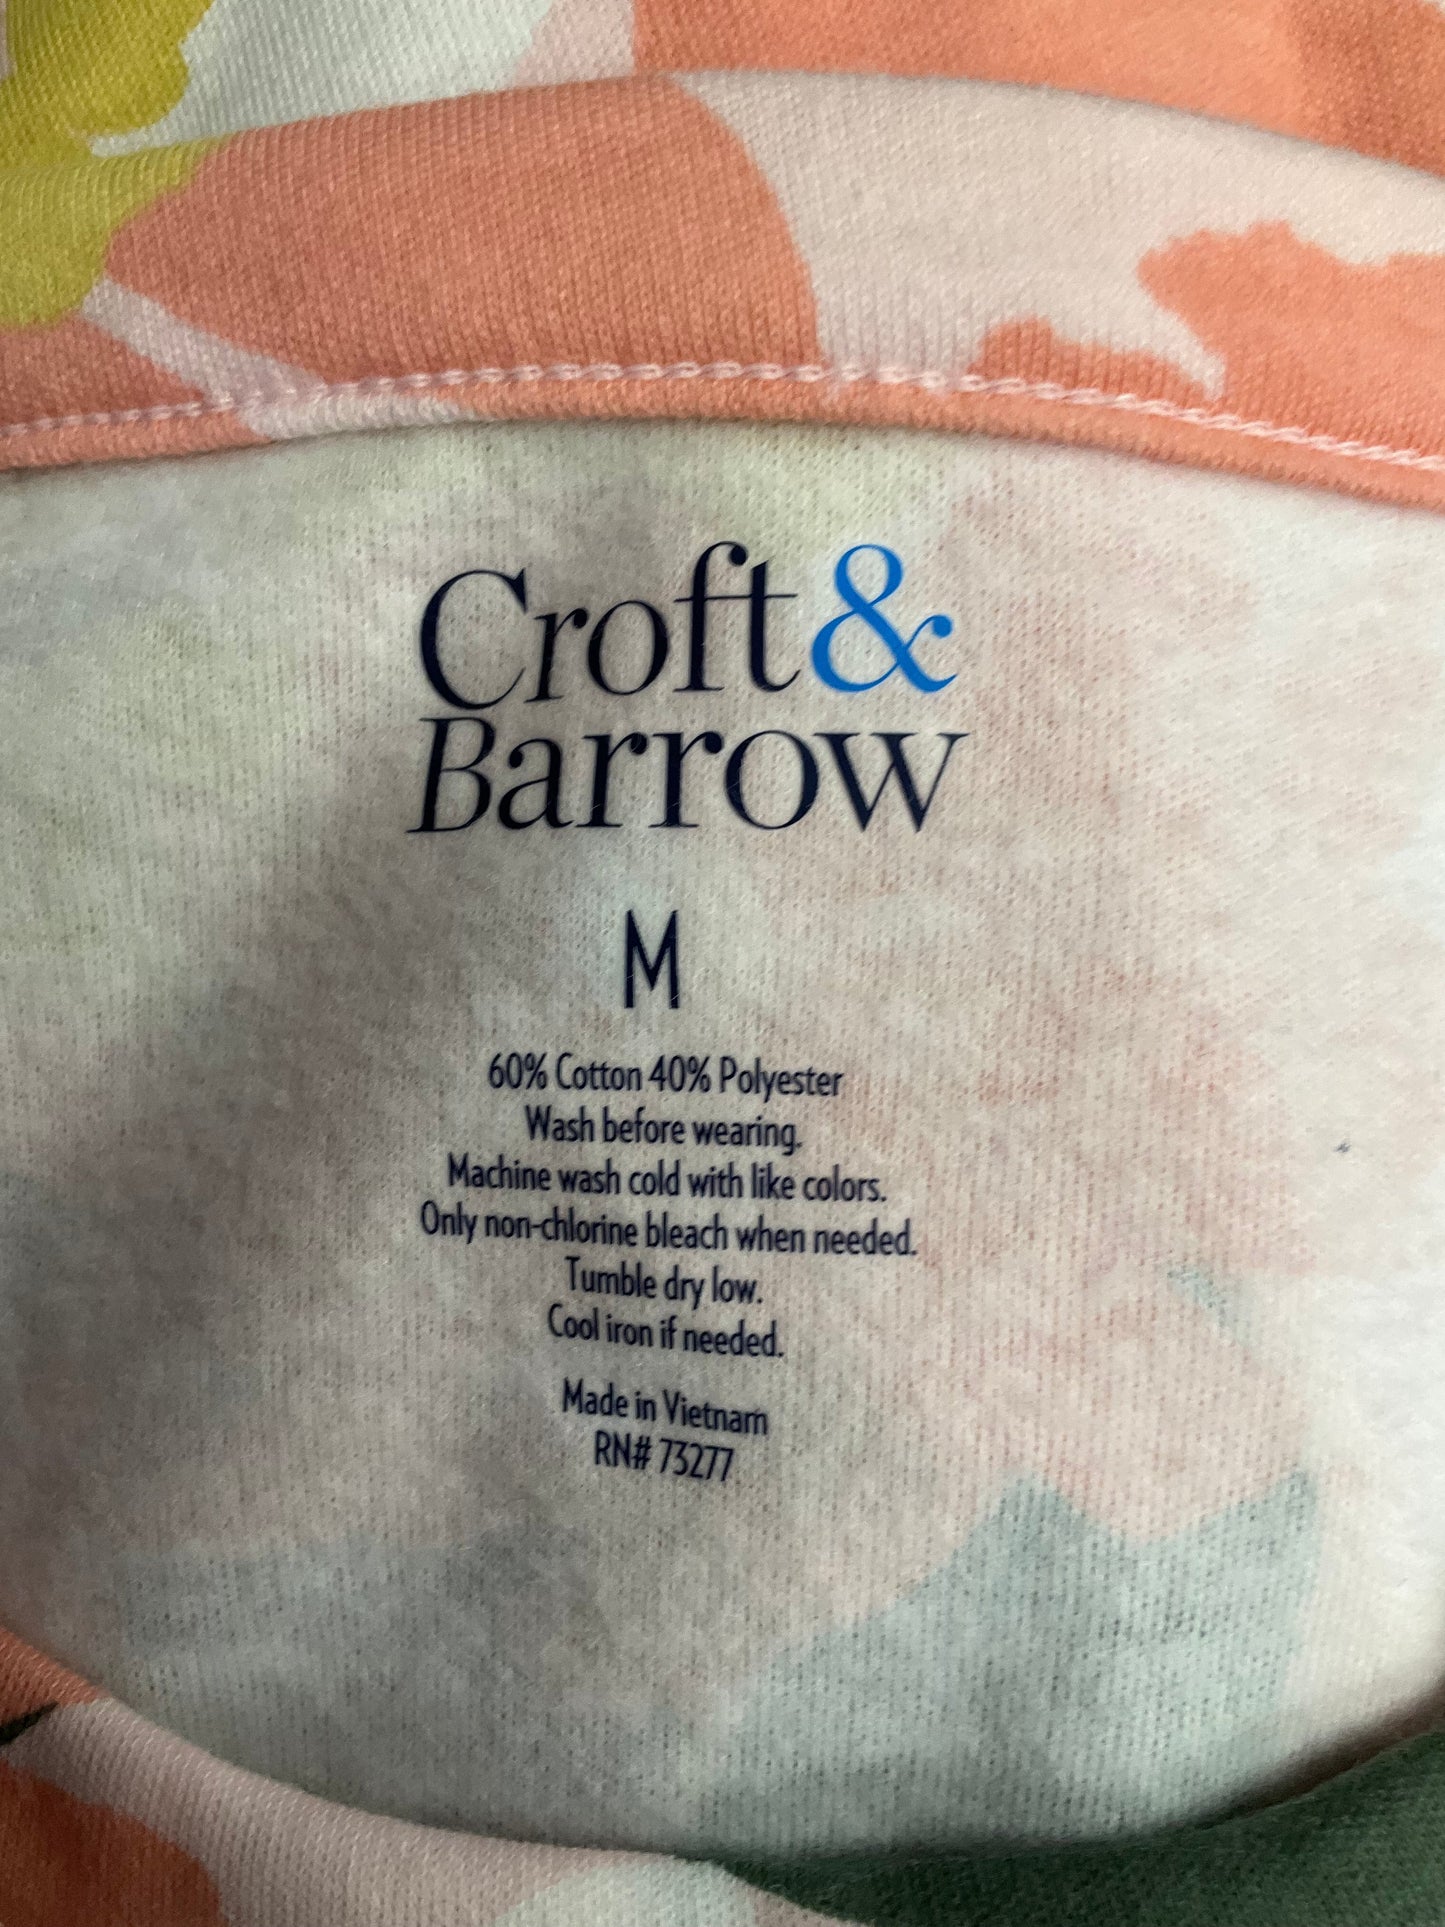 Croft&
Barrow
M
60% Cotton 40% Polyester
Wash before wearing.
Machine wash cold with like colors.
Only non-chlorine bleach when needed.
Tumble dry low.
Cool iron if needed.
Made in Vietnam
RN# 73277